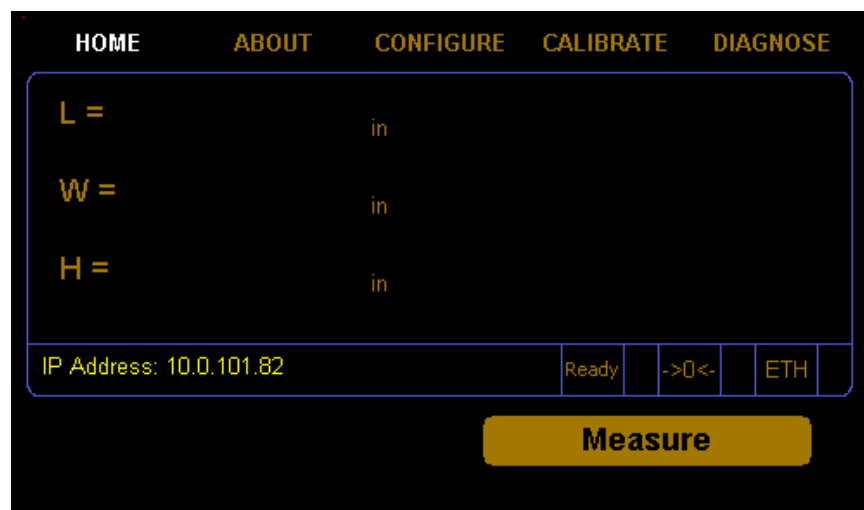 HOME ABOUT CONFIGURE CALIBRATE DIAGNOSE
L = in
W = in
H = in
IP Address: 10.0.101.82 Ready ->0<- ETH
Measure